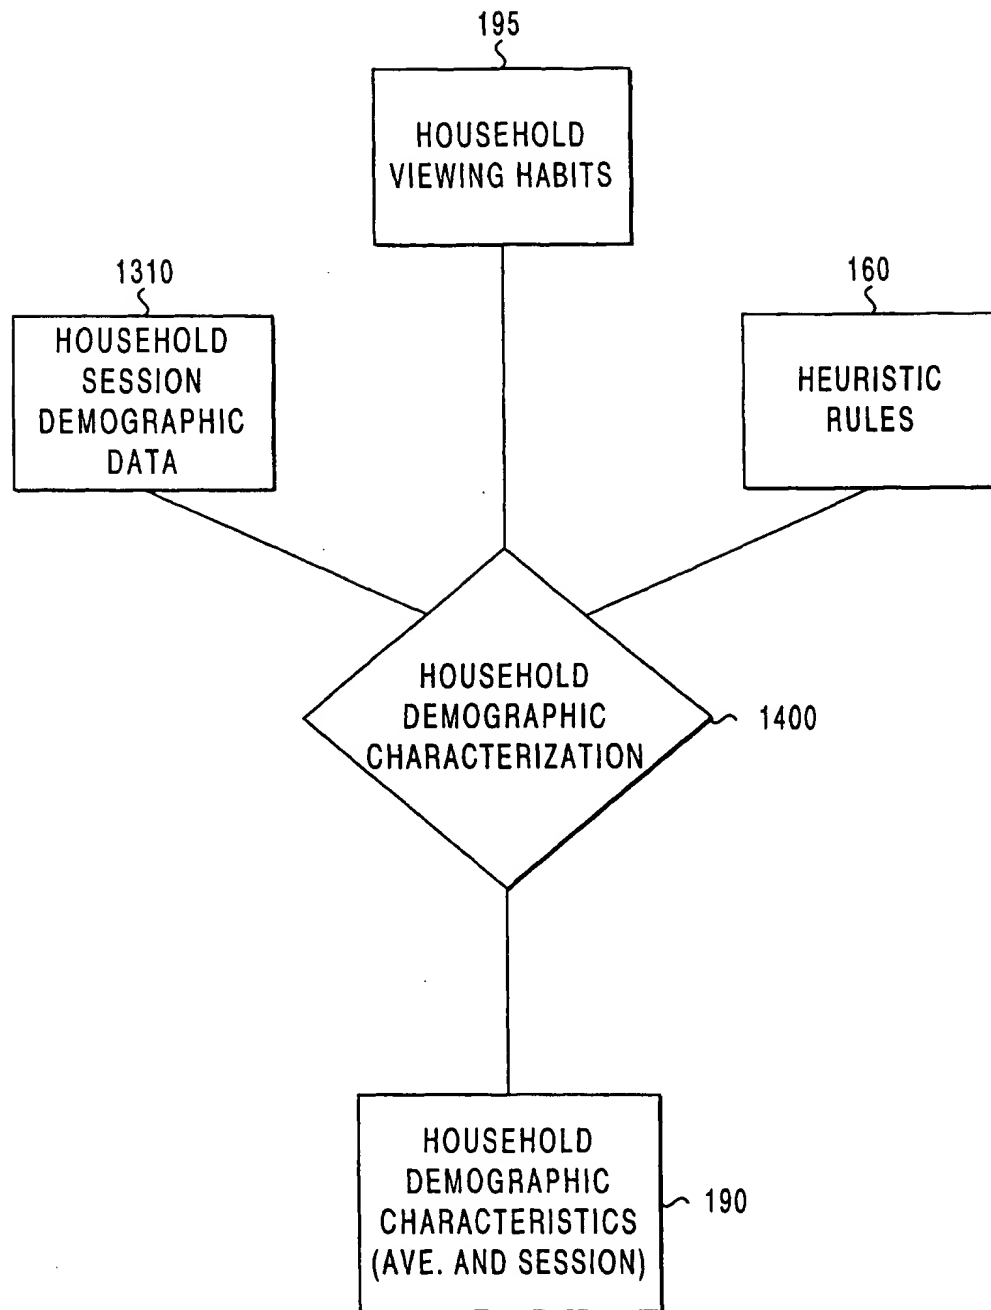 195
HOUSEHOLD
VIEWING HABITS
1310
HOUSEHOLD
SESSION
DEMOGRAPHIC
DATA
160
HEURISTIC
RULES
HOUSEHOLD
DEMOGRAPHIC
CHARACTERIZATION
1400
HOUSEHOLD
DEMOGRAPHIC
CHARACTERISTICS
(AVE. AND SESSION)
190